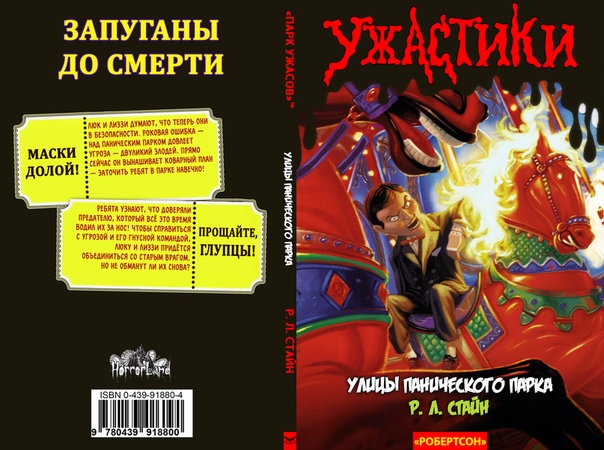 ЗАПУГАНЫ
ДО СМЕРТИ
МАСКИ
ДОЛОЙ!
ЛЮК И ЛИЗЗИ ДУМАЮТ, ЧТО ТЕПЕРЬ ОНИ
В БЕЗОПАСНОСТИ. РОКОВАЯ ОШИБКА —
НАД ПАНИЧЕСКИМ ПАРКОМ ДОВЛЕЕТ
УГРОЗА — ДВУЛИКИЙ ЗЛОДЕЙ. ПРЯМО
СЕЙЧАС ОН ВЫНАШИВАЕТ КОВАРНЫЙ ПЛАН
— ЗАТОЧИТЬ РЕБЯТ В ПАРКЕ НАВЕЧНО!
РЕБЯТА УЗНАЮТ, ЧТО ДОВЕРЯЛИ
ПРЕДАТЕЛЮ, КОТОРЫЙ ВСЁ ЭТО ВРЕМЯ
ВОДИЛ ИХ ЗА НОС! ЧТОБЫ СПРАВИТЬСЯ
С УГРОЗОЙ И ЕГО ГНУСНОЙ КОМАНДОЙ,
ЛЮКУ И ЛИЗЗИ ПРИДЁТСЯ
ОБЪЕДИНИТЬСЯ СО СТАРЫМ ВРАГОМ.
НО НЕ ОБМАНУТ ЛИ ИХ СНОВА?
ПРОЩАЙТЕ,
ГЛУПЦЫ!
HorrorLand
ISBN 0-439-91880-4
9 780439 918800
«ПАРК УЖАСОВ»™
УЛИЦЫ ПАНИЧЕСКОГО ПАРКА
Р. Л. СТАЙН
УЖАСТИКИ
УЛИЦЫ ПАНИЧЕСКОГО ПАРКА
Р. Л. СТАЙН
«РОБЕРТСОН»